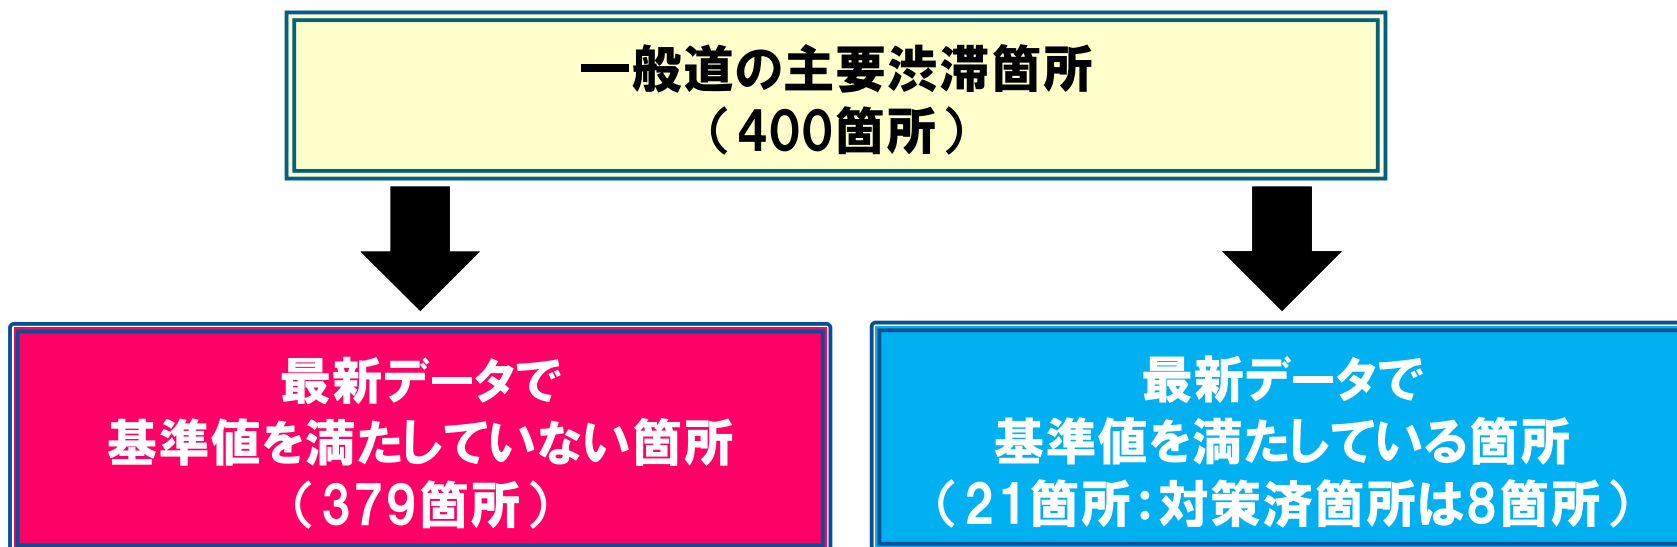 一般道の主要渋滞箇所
（400箇所）
最新データで
基準値を満たしていない箇所
（379箇所）
最新データで
基準値を満たしている箇所
（21箇所：対策済箇所は8箇所）